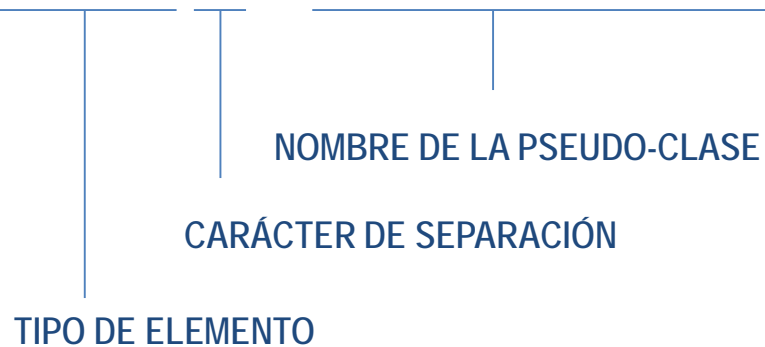 NOMBRE DE LA PSEUDO-CLASE
CARÁCTER DE SEPARACIÓN
TIPO DE ELEMENTO